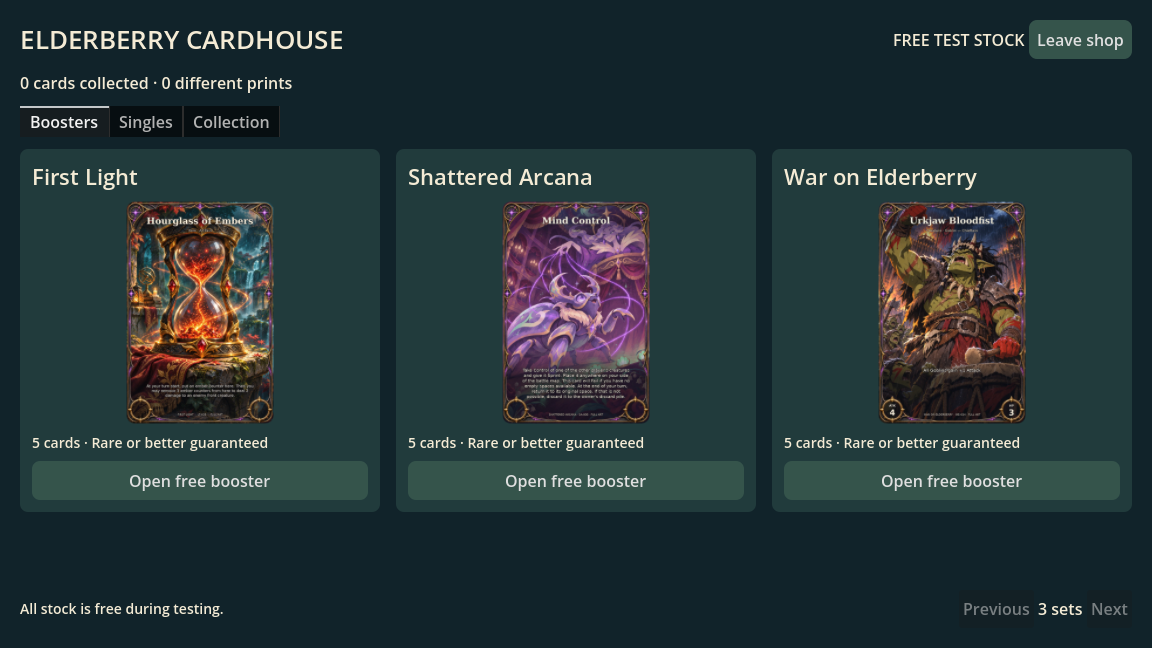 ELDERBERRY CARDHOUSE
FREE TEST STOCK
Leave shop
0 cards collected · 0 different prints
Boosters
Singles
Collection
First Light
Hourglass of Embers
5 cards · Rare or better guaranteed
Open free booster
Shattered Arcana
Mind Control
5 cards · Rare or better guaranteed
Open free booster
War on Elderberry
Urkjaw Bloodfist
4
3
5 cards · Rare or better guaranteed
Open free booster
All stock is free during testing.
Previous
3 sets
Next